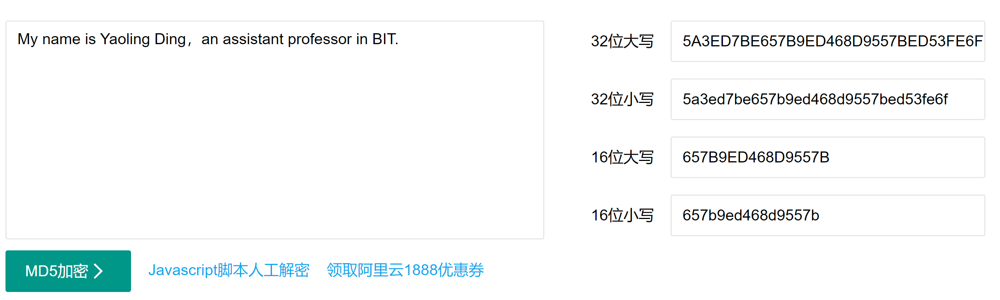 My name is Yaoling Ding，an assistant professor in BIT.
32位大写
5A3ED7BE657B9ED468D9557BED53FE6F
32位小写
5a3ed7be657b9ed468d9557bed53fe6f
16位大写
657B9ED468D9557B
16位小写
657b9ed468d9557b
MD5加密
Javascript脚本人工解密 领取阿里云1888优惠券